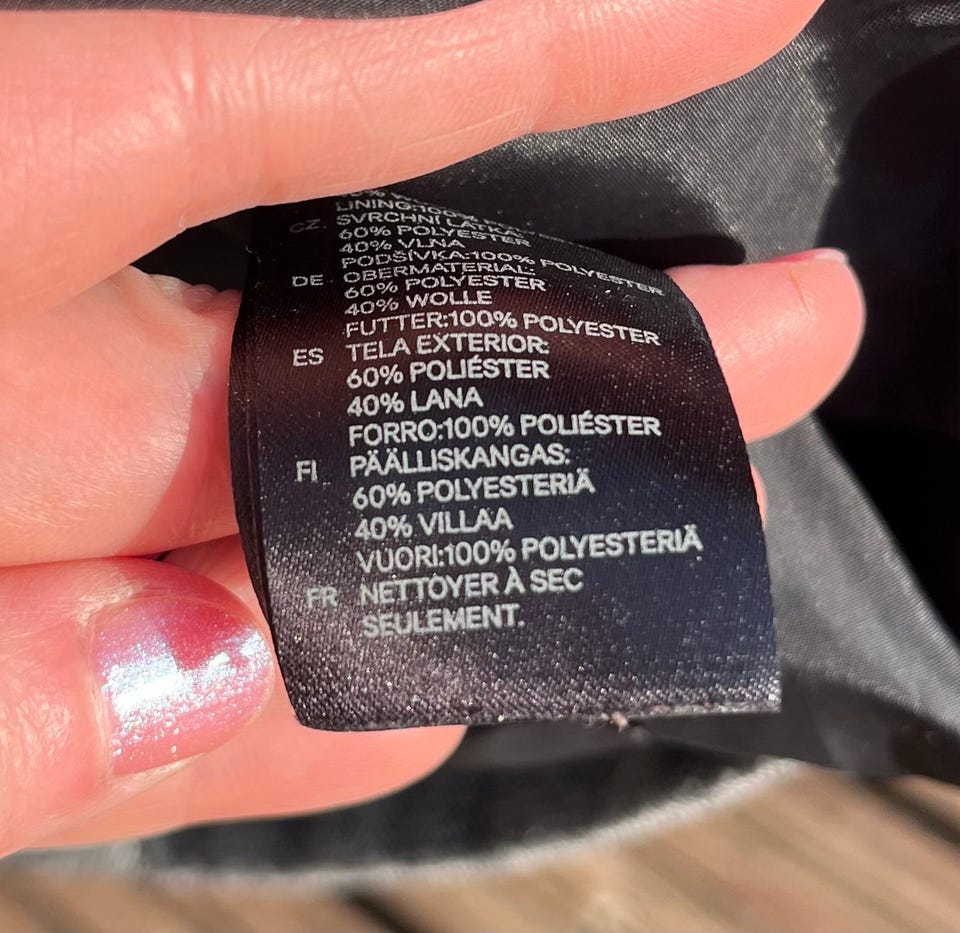 LINING:100%
CZ. SVRCHNÍ LÁTKA:
60% POLYESTER
40% VLNA
PODŠÍVKA:100% POLYESTER
DE OBERMATERIAL:
60% POLYESTER
40% WOLLE
FUTTER:100% POLYESTER
ES TELA EXTERIOR:
60% POLIÉSTER
40% LANA
FORRO:100% POLIÉSTER
FI PÄÄLLISKANGAS:
60% POLYESTERIÄ
40% VILLAA
VUORI:100% POLYESTERIÄ
FR NETTOYER À SEC
SEULEMENT.